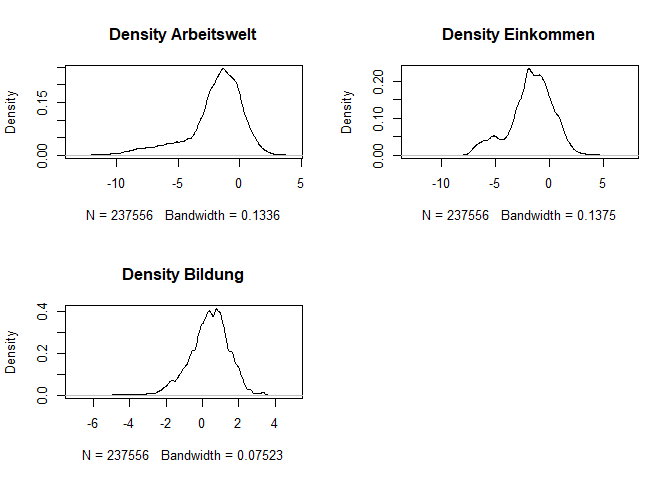 Density Arbeitswelt
Density
0.00 0.15
-10 -5 0 5
N = 237556 Bandwidth = 0.1336
Density Einkommen
Density
0.00 0.10 0.20
-10 -5 0 5
N = 237556 Bandwidth = 0.1375
Density Bildung
Density
0.0 0.2 0.4
-6 -4 -2 0 2 4
N = 237556 Bandwidth = 0.07523